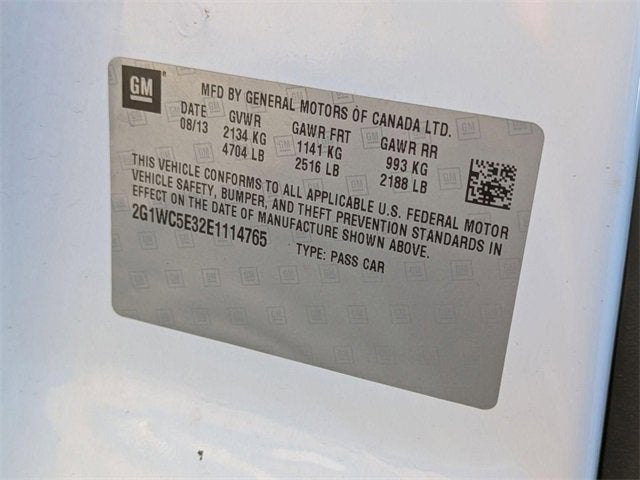 GM ®
MFD BY GENERAL MOTORS OF CANADA LTD.
DATE GVWR GAWR FRT GAWR RR
08/13 2134 KG 1141 KG 993 KG
4704 LB 2516 LB 2188 LB
THIS VEHICLE CONFORMS TO ALL APPLICABLE U.S. FEDERAL MOTOR
VEHICLE SAFETY, BUMPER, AND THEFT PREVENTION STANDARDS IN
EFFECT ON THE DATE OF MANUFACTURE SHOWN ABOVE.
2G1WC5E32E1114765 TYPE: PASS CAR